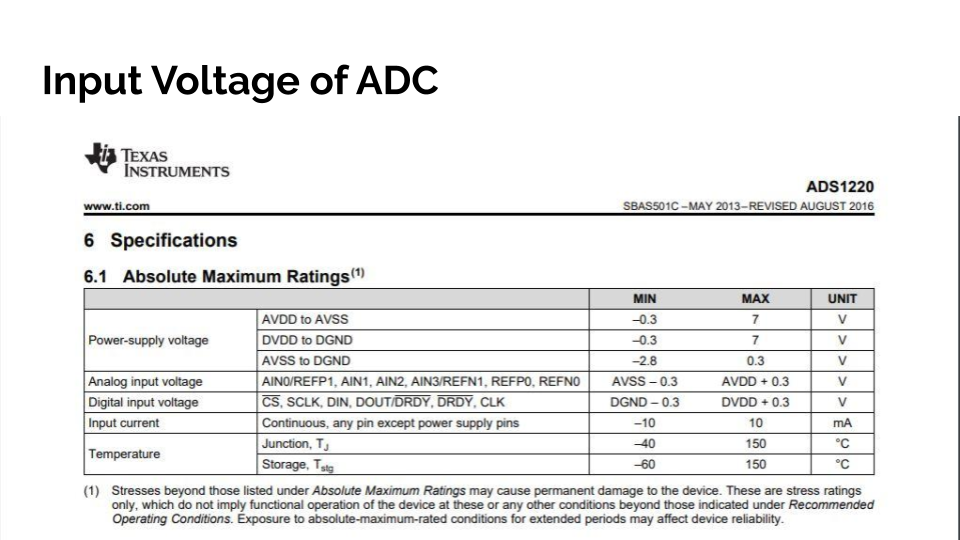 Input Voltage of ADC
TEXAS
INSTRUMENTS
ADS1220
www.ti.com
SBAS501C –MAY 2013–REVISED AUGUST 2016
6 Specifications
6.1 Absolute Maximum Ratings(1)
MIN MAX UNIT
Power-supply voltage AVDD to AVSS –0.3 7 V
DVDD to DGND –0.3 7 V
AVSS to DGND –2.8 0.3 V
Analog input voltage AIN0/REFP1, AIN1, AIN2, AIN3/REFN1, REFP0, REFN0 AVSS – 0.3 AVDD + 0.3 V
Digital input voltage CS, SCLK, DIN, DOUT/DRDY, DRDY, CLK DGND – 0.3 DVDD + 0.3 V
Input current Continuous, any pin except power supply pins –10 10 mA
Temperature Junction, TJ –40 150 °C
Storage, Tstg –60 150 °C
(1) Stresses beyond those listed under Absolute Maximum Ratings may cause permanent damage to the device. These are stress ratings
only, which do not imply functional operation of the device at these or any other conditions beyond those indicated under Recommended
Operating Conditions. Exposure to absolute-maximum-rated conditions for extended periods may affect device reliability.